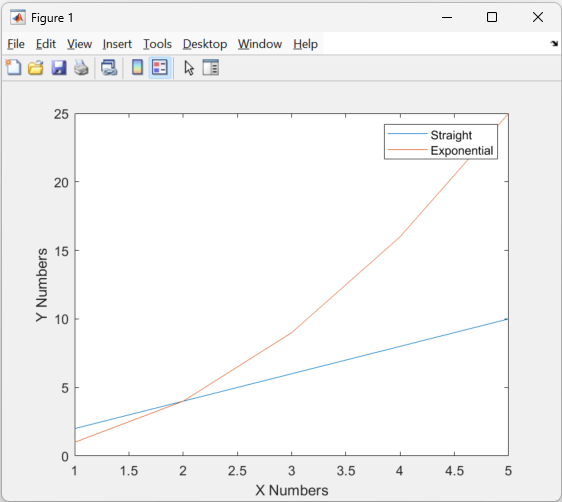 Figure 1
File Edit View Insert Tools Desktop Window Help
Straight
Exponential
25
20
15
10
5
0
Y Numbers
1 1.5 2 2.5 3 3.5 4 4.5 5
X Numbers